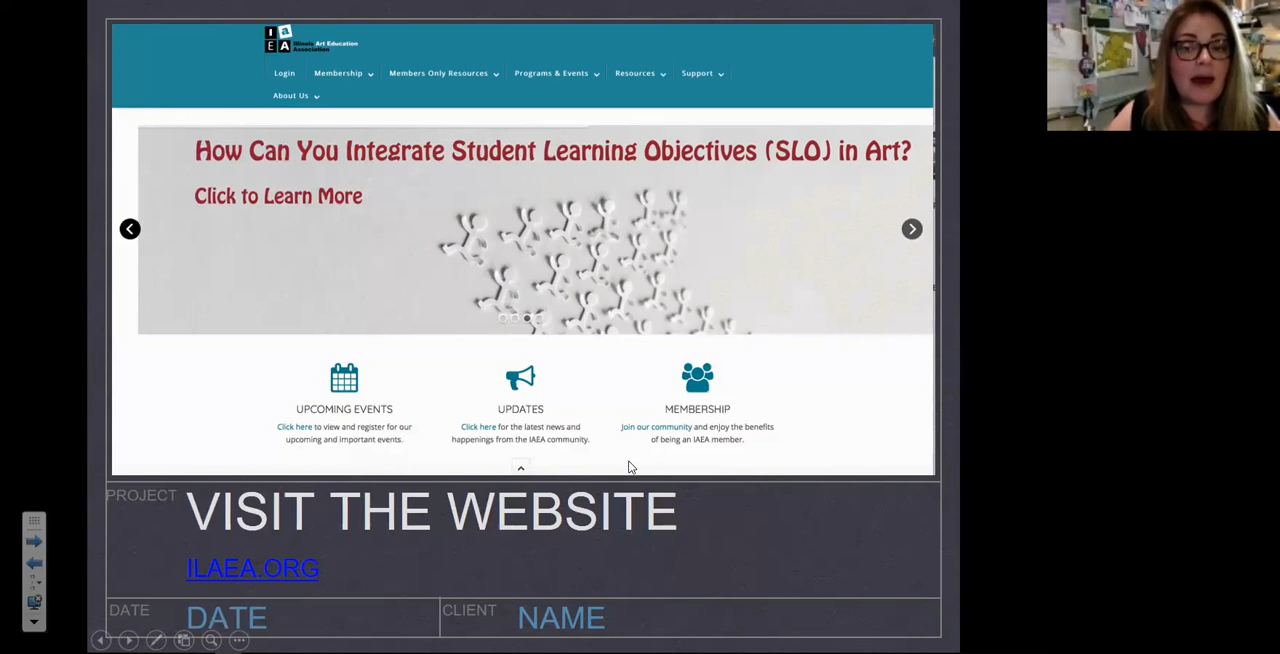 I a
E A Illinois Art Education
Association
Login Membership Members Only Resources Programs & Events Resources Support
About Us
How Can You Integrate Student Learning Objectives (SLO) in Art?
Click to Learn More
UPCOMING EVENTS UPDATES MEMBERSHIP
Click here to view and register for our Click here for the latest news and Join our community and enjoy the benefits
upcoming and important events. happenings from the IAEA community. of being an IAEA member.
PROJECT VISIT THE WEBSITE
ILAEA.ORG
DATE DATE CLIENT NAME